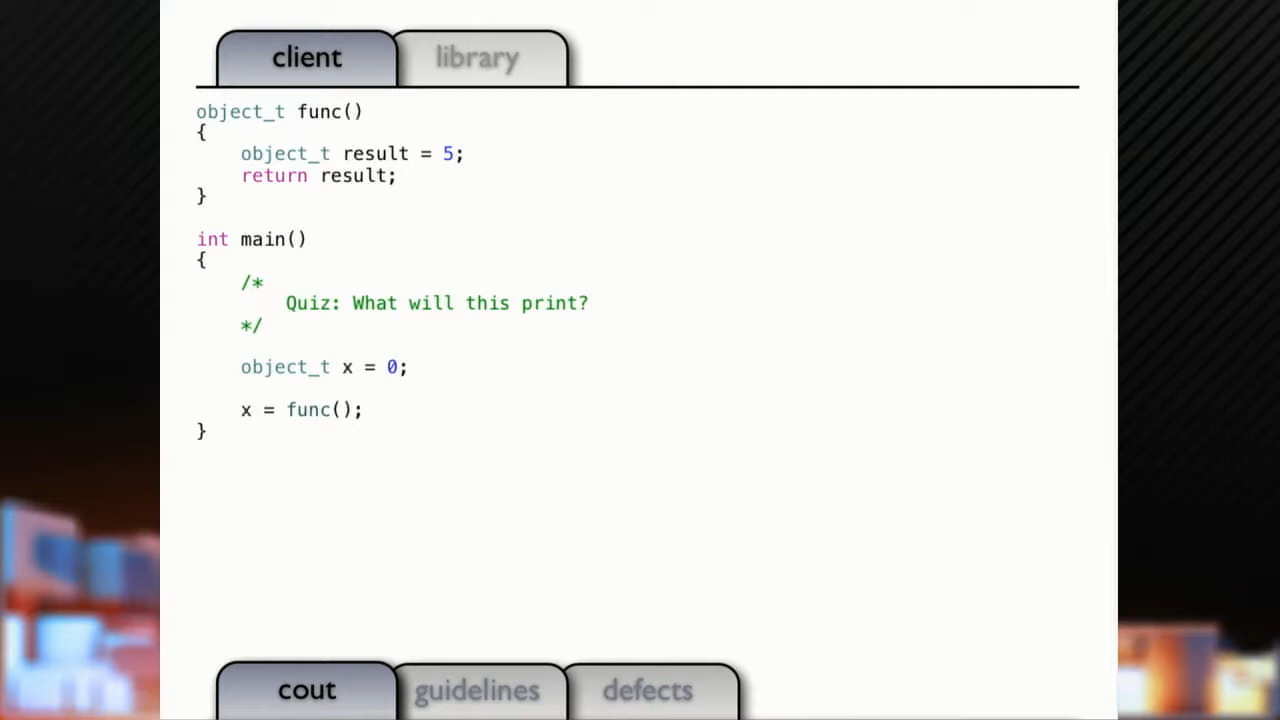 client library
object_t func()
{
    object_t result = 5;
    return result;
}
int main()
{
    /*
        Quiz: What will this print?
    */
    object_t x = 0;
    x = func();
}
cout guidelines defects